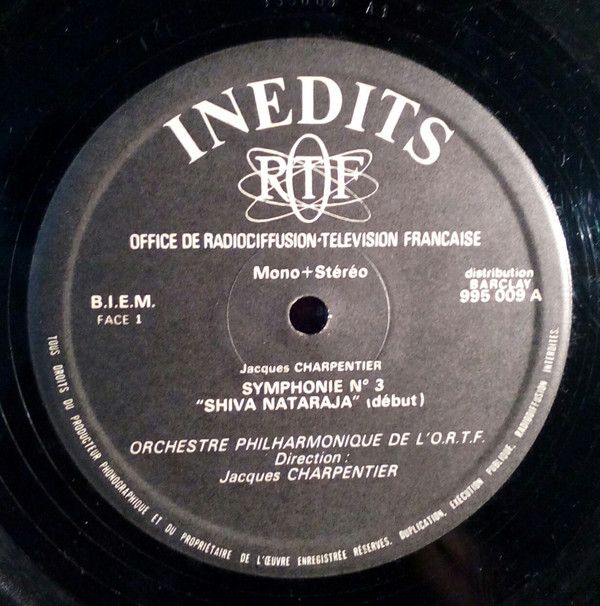 INEDITS
RTF
OFFICE DE RADIODIFFUSION-TELEVISION FRANCAISE
Mono+Stéréo
B.I.E.M.
FACE 1
distribution
BARCLAY
995 009 A
Jacques CHARPENTIER
SYMPHONIE N° 3
"SHIVA NATARAJA" (début)
ORCHESTRE PHILHARMONIQUE DE L'O.R.T.F.
Direction :
Jacques CHARPENTIER
TOUS DROITS DU PRODUCTEUR PHONOGRAPHIQUE ET DU PROPRIÉTAIRE DE L'ŒUVRE ENREGISTRÉE RÉSERVÉS. DUPLICATION, EXÉCUTION PUBLIQUE, RADIODIFFUSION INTERDITES.